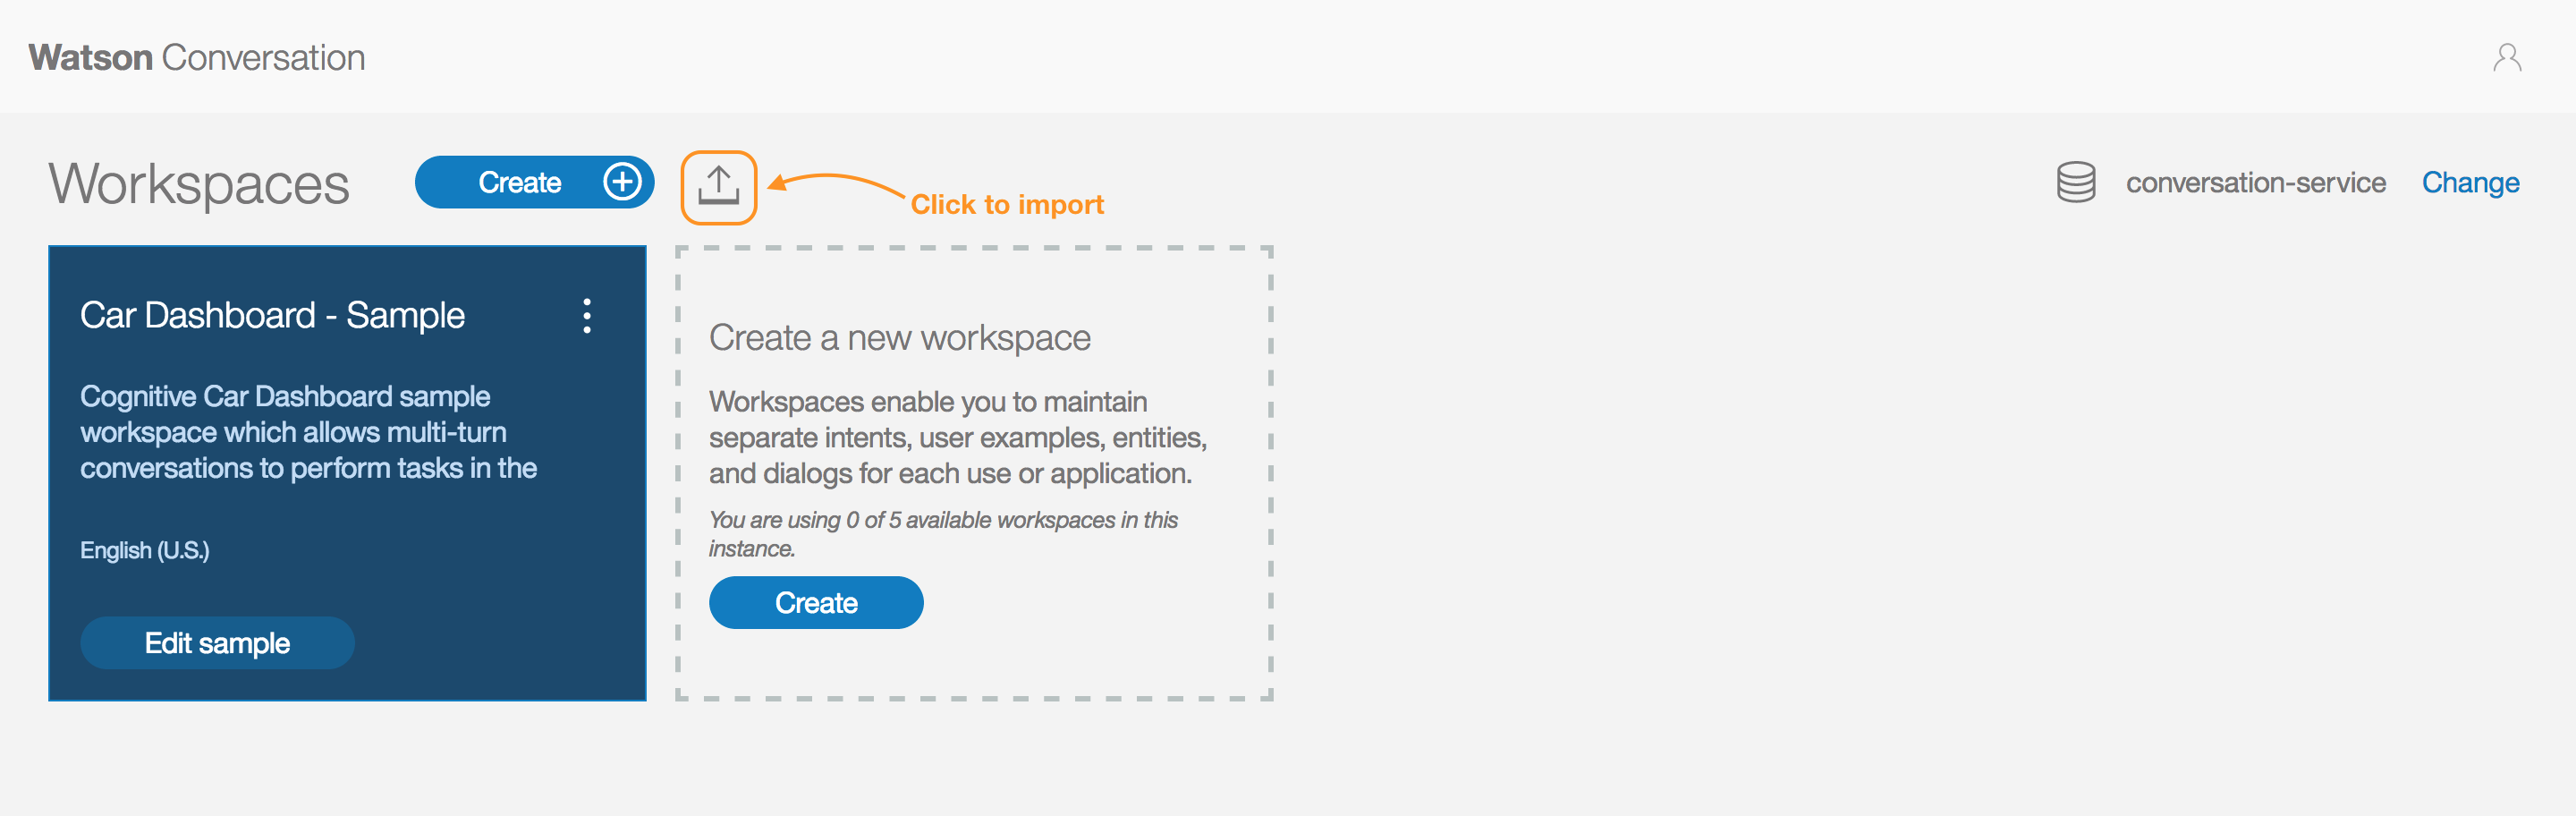 Watson Conversation
Workspaces
Create
Click to import
conversation-service
Change
Car Dashboard - Sample
Cognitive Car Dashboard sample
workspace which allows multi-turn
conversations to perform tasks in the
English (U.S.)
Edit sample
Create a new workspace
Workspaces enable you to maintain
separate intents, user examples, entities,
and dialogs for each use or application.
You are using 0 of 5 available workspaces in this
instance.
Create